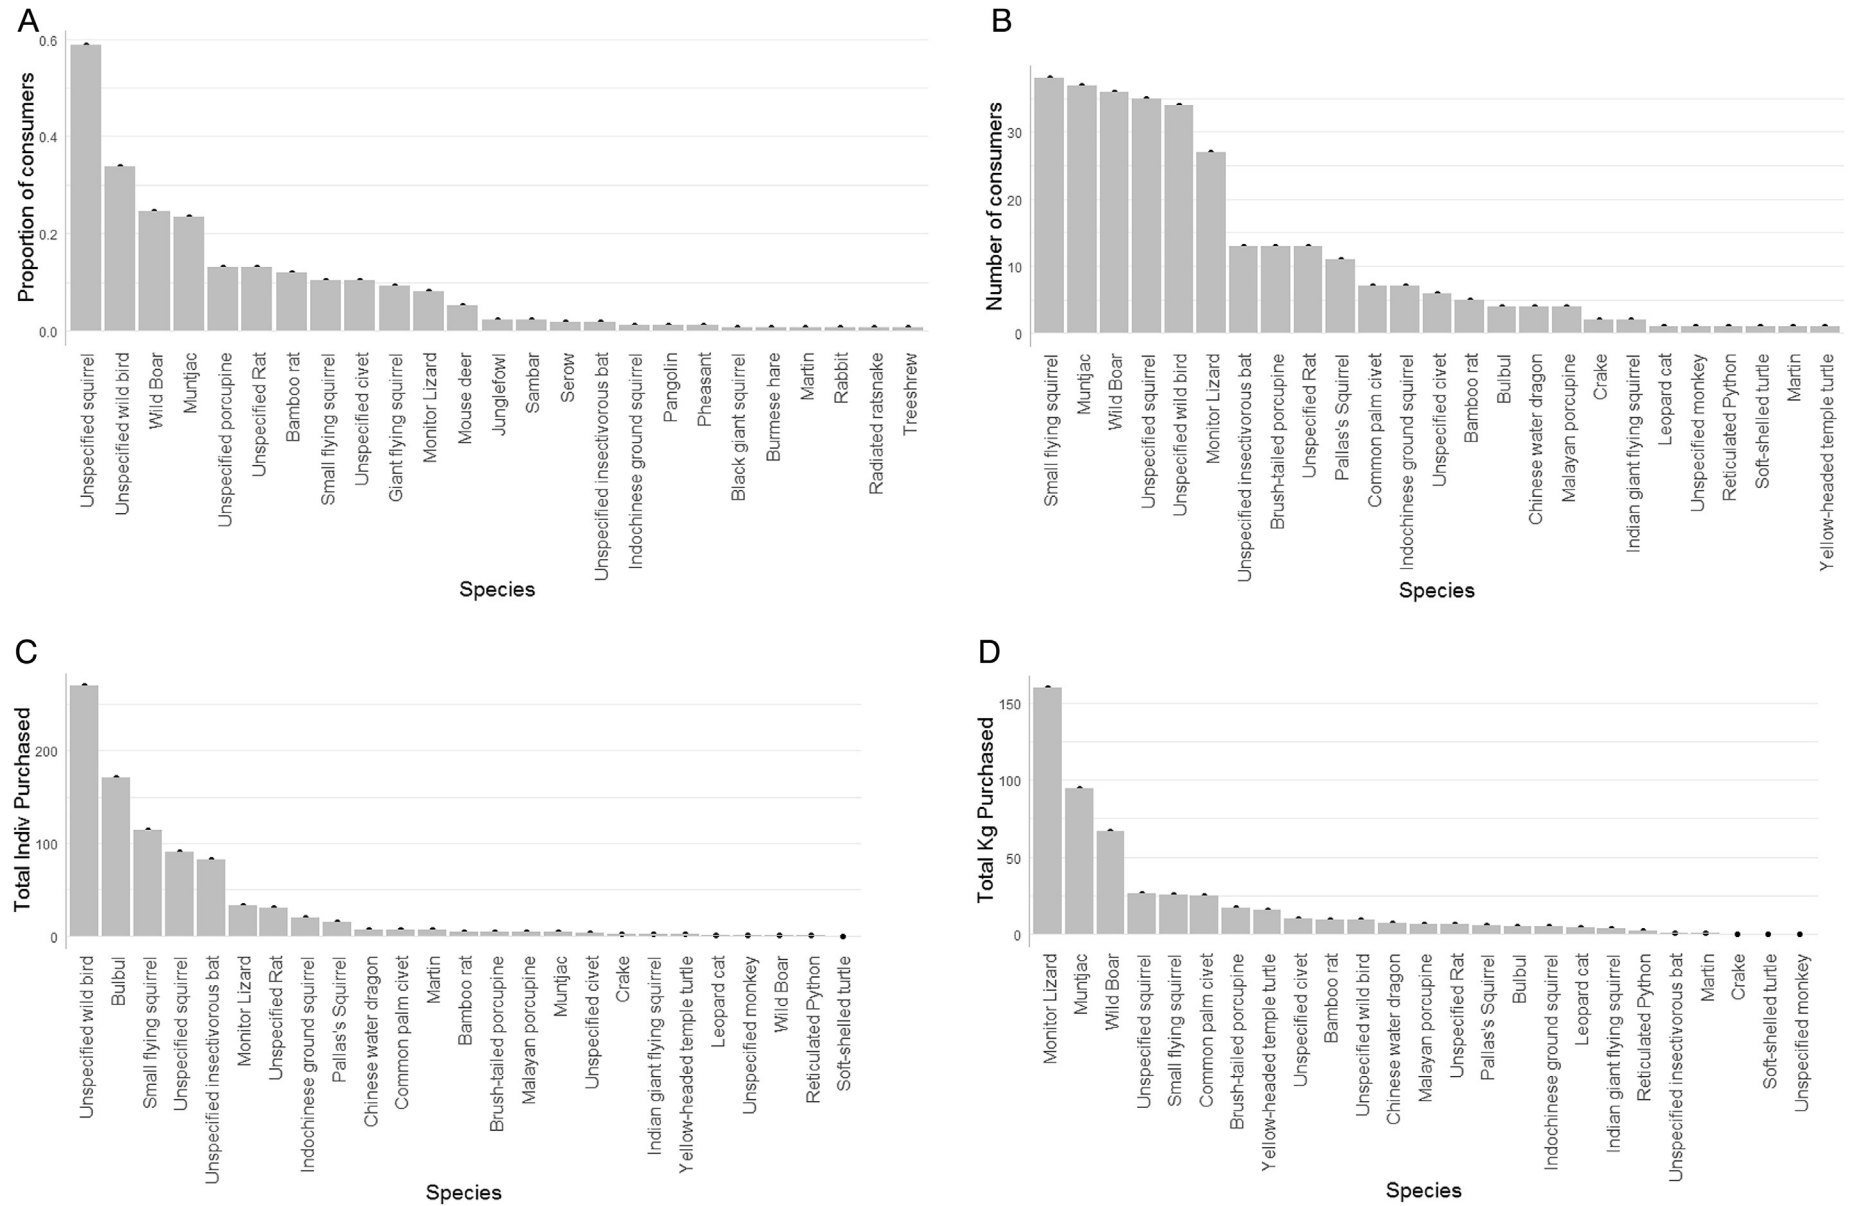 A
Proportion of consumers
0.6
0.4
0.2
0.0
Unspecified squirrel
Unspecified wild bird
Wild Boar
Muntjac
Unspecified porcupine
Unspecified Rat
Bamboo rat
Small flying squirrel
Unspecified civet
Giant flying squirrel
Monitor Lizard
Mouse deer
Junglefowl
Sambar
Serow
Unspecified insectivorous bat
Indochinese ground squirrel
Pangolin
Pheasant
Black giant squirrel
Burmese hare
Martin
Rabbit
Radiated ratsnake
Treeshrew
Species
B
Number of consumers
30
20
10
0
Small flying squirrel
Muntjac
Wild Boar
Unspecified squirrel
Unspecified wild bird
Monitor Lizard
Unspecified insectivorous bat
Brush-tailed porcupine
Unspecified Rat
Pallas's Squirrel
Common palm civet
Indochinese ground squirrel
Unspecified civet
Bamboo rat
Bulbul
Chinese water dragon
Malayan porcupine
Crake
Indian giant flying squirrel
Leopard cat
Unspecified monkey
Reticulated Python
Soft-shelled turtle
Martin
Yellow-headed temple turtle
Species
C
Total Indiv Purchased
200
100
0
Unspecified wild bird
Bulbul
Small flying squirrel
Unspecified squirrel
Unspecified insectivorous bat
Monitor Lizard
Unspecified Rat
Indochinese ground squirrel
Pallas's Squirrel
Chinese water dragon
Common palm civet
Martin
Bamboo rat
Brush-tailed porcupine
Malayan porcupine
Muntjac
Unspecified civet
Crake
Indian giant flying squirrel
Yellow-headed temple turtle
Leopard cat
Unspecified monkey
Wild Boar
Reticulated Python
Soft-shelled turtle
Species
D
Total Kg Purchased
150
100
50
0
Monitor Lizard
Muntjac
Wild Boar
Unspecified squirrel
Small flying squirrel
Common palm civet
Brush-tailed porcupine
Yellow-headed temple turtle
Unspecified civet
Bamboo rat
Unspecified wild bird
Chinese water dragon
Malayan porcupine
Unspecified Rat
Pallas's Squirrel
Bulbul
Indochinese ground squirrel
Leopard cat
Indian giant flying squirrel
Reticulated Python
Unspecified insectivorous bat
Martin
Crake
Soft-shelled turtle
Unspecified monkey
Species